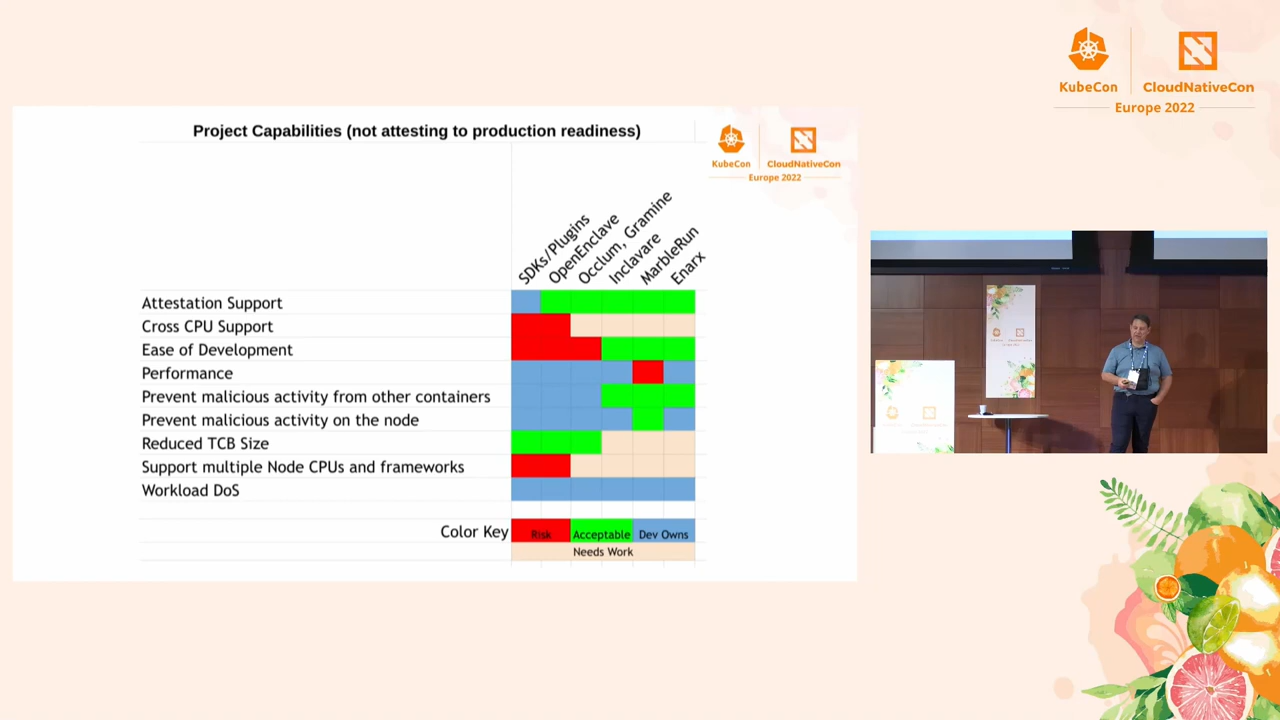 KubeCon
CloudNativeCon
Europe 2022
Project Capabilities (not attesting to production readiness)
KubeCon
CloudNativeCon
Europe 2022
SDKs/Plugins
OpenEnclave
Occlum, Gramine
Inclavare
MarbleRun
Enarx
Attestation Support
Cross CPU Support
Ease of Development
Performance
Prevent malicious activity from other containers
Prevent malicious activity on the node
Reduced TCB Size
Support multiple Node CPUs and frameworks
Workload DoS
Color Key
Risk
Acceptable
Dev Owns
Needs Work